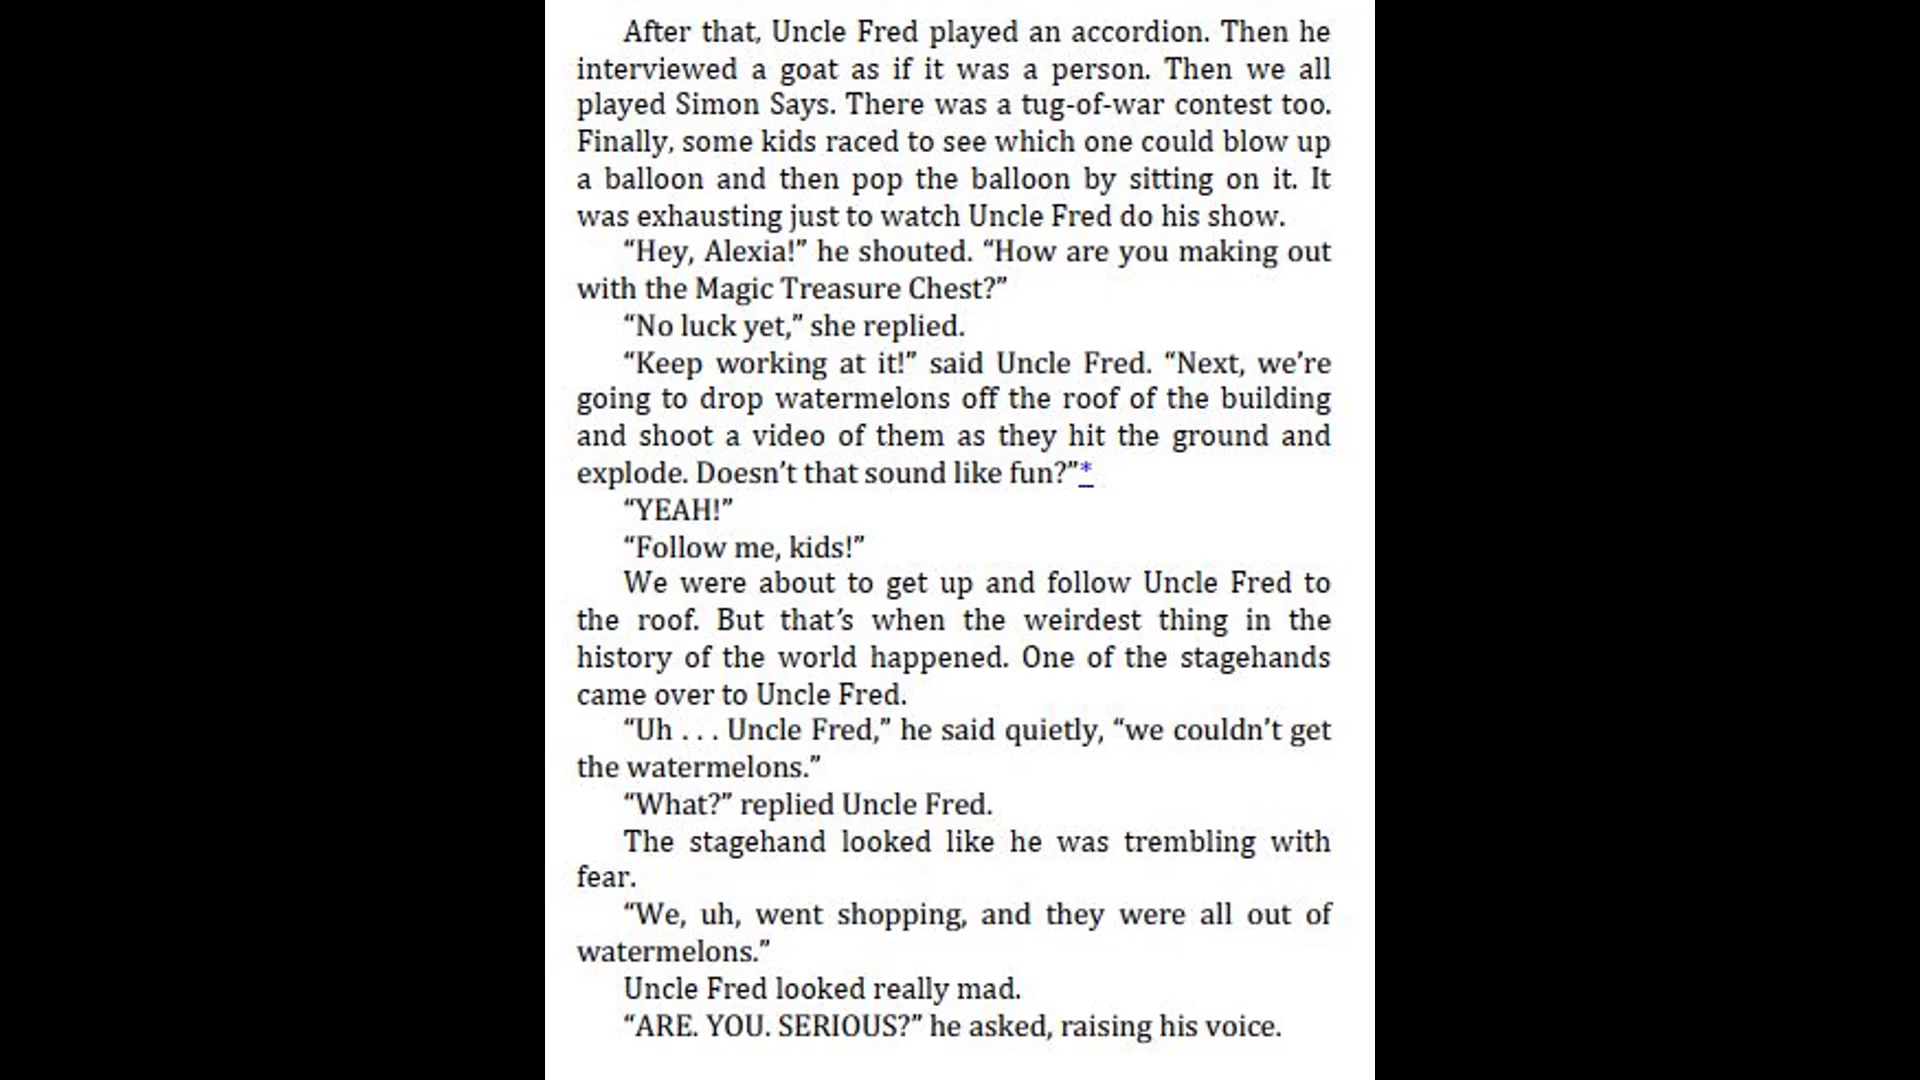 After that, Uncle Fred played an accordion. Then he
interviewed a goat as if it was a person. Then we all
played Simon Says. There was a tug-of-war contest too.
Finally, some kids raced to see which one could blow up
a balloon and then pop the balloon by sitting on it. It
was exhausting just to watch Uncle Fred do his show.
“Hey, Alexia!” he shouted. “How are you making out
with the Magic Treasure Chest?”
“No luck yet,” she replied.
“Keep working at it!” said Uncle Fred. “Next, we’re
going to drop watermelons off the roof of the building
and shoot a video of them as they hit the ground and
explode. Doesn’t that sound like fun?”*
“YEAH!”
“Follow me, kids!”
We were about to get up and follow Uncle Fred to
the roof. But that’s when the weirdest thing in the
history of the world happened. One of the stagehands
came over to Uncle Fred.
“Uh . . . Uncle Fred,” he said quietly, “we couldn’t get
the watermelons.”
“What?” replied Uncle Fred.
The stagehand looked like he was trembling with
fear.
“We, uh, went shopping, and they were all out of
watermelons.”
Uncle Fred looked really mad.
“ARE. YOU. SERIOUS?” he asked, raising his voice.